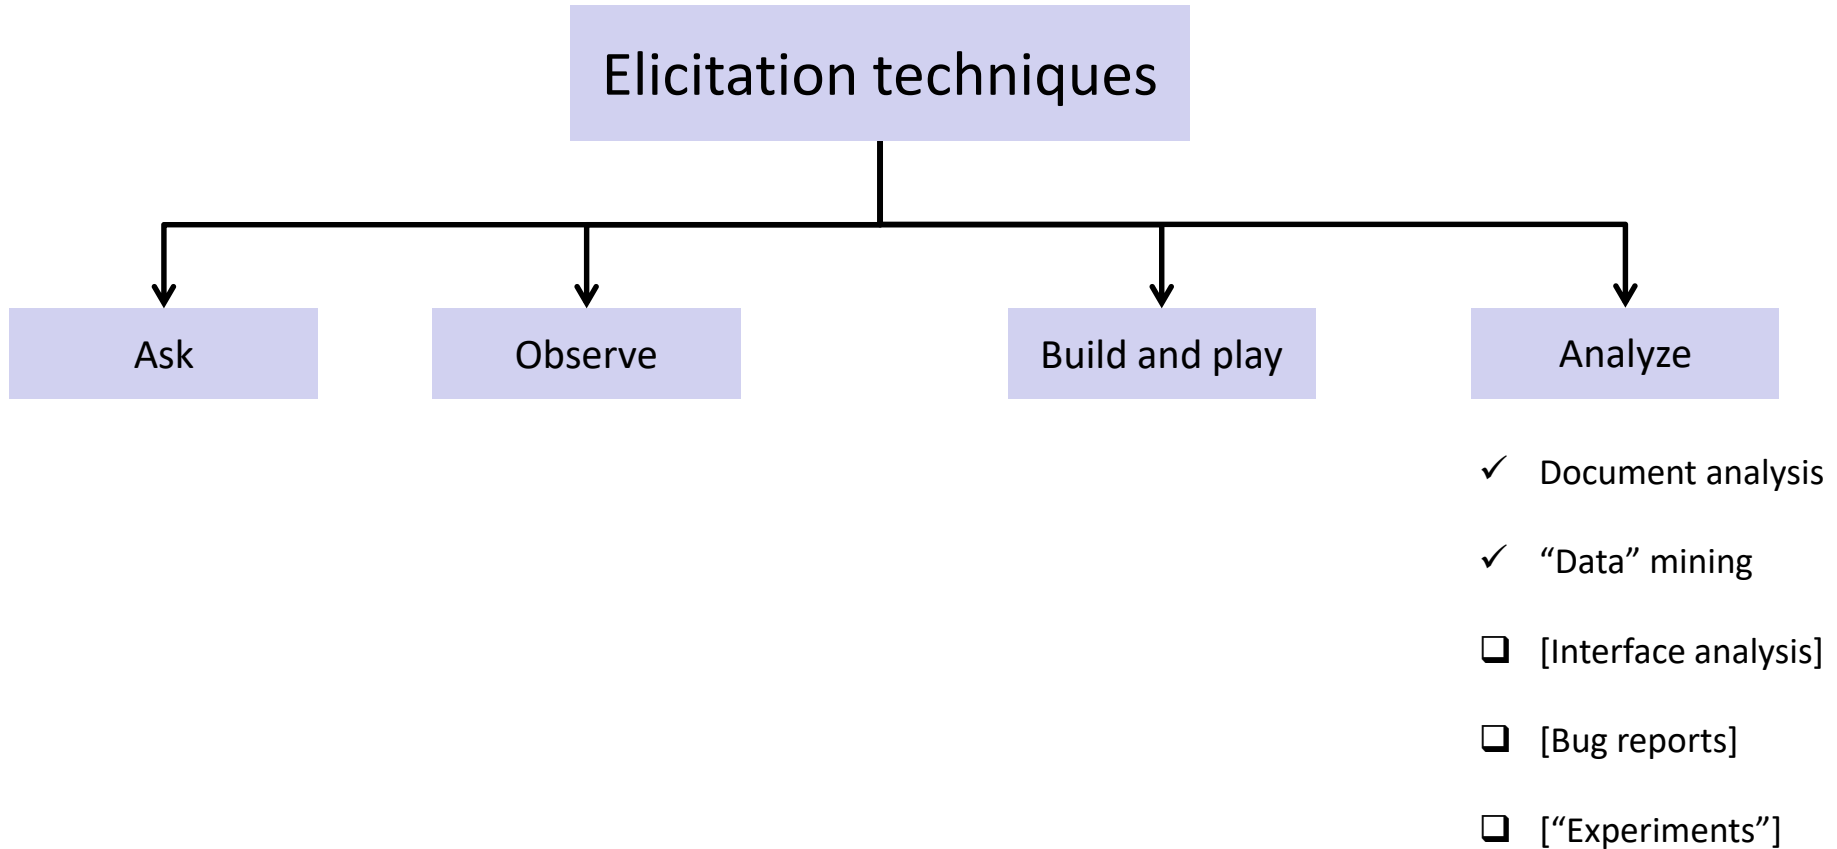 Elicitation techniques
Ask
Observe
Build and play
Analyze
✓ Document analysis
✓ “Data” mining
❑ [Interface analysis]
❑ [Bug reports]
❑ [“Experiments”]